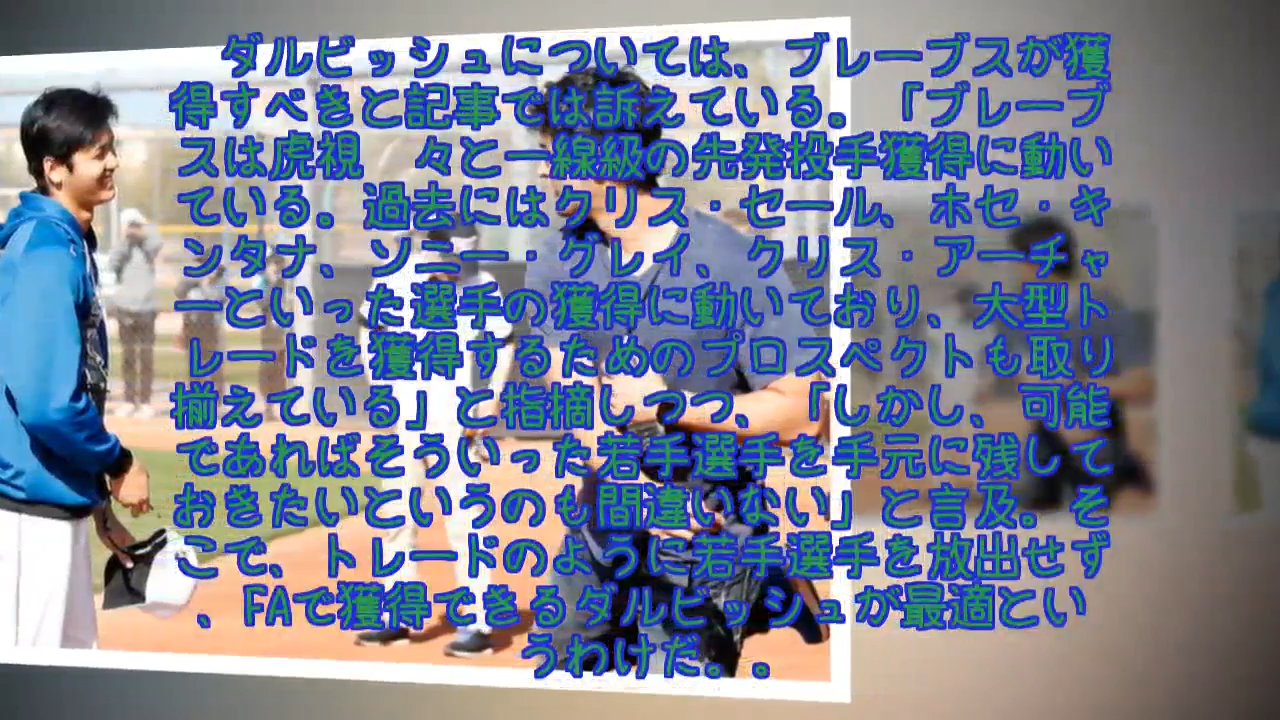 ダルビッシュについては、ブレーブスが獲
得すべきと記事では訴えている。「ブレーブ
スは虎視　々と一線級の先発投手獲得に動い
ている。過去にはクリス・セール、ホセ・キ
ンタナ、ソニー・グレイ、クリス・アーチャ
ーといった選手の獲得に動いており、大型ト
レードを獲得するためのプロスペクトも取り
揃えている」と指摘しつつ、「しかし、可能
であればそういった若手選手を手元に残して
おきたいというのも間違いない」と言及。そ
こで、トレードのように若手選手を放出せず
、FAで獲得できるダルビッシュが最適とい
うわけだ。。